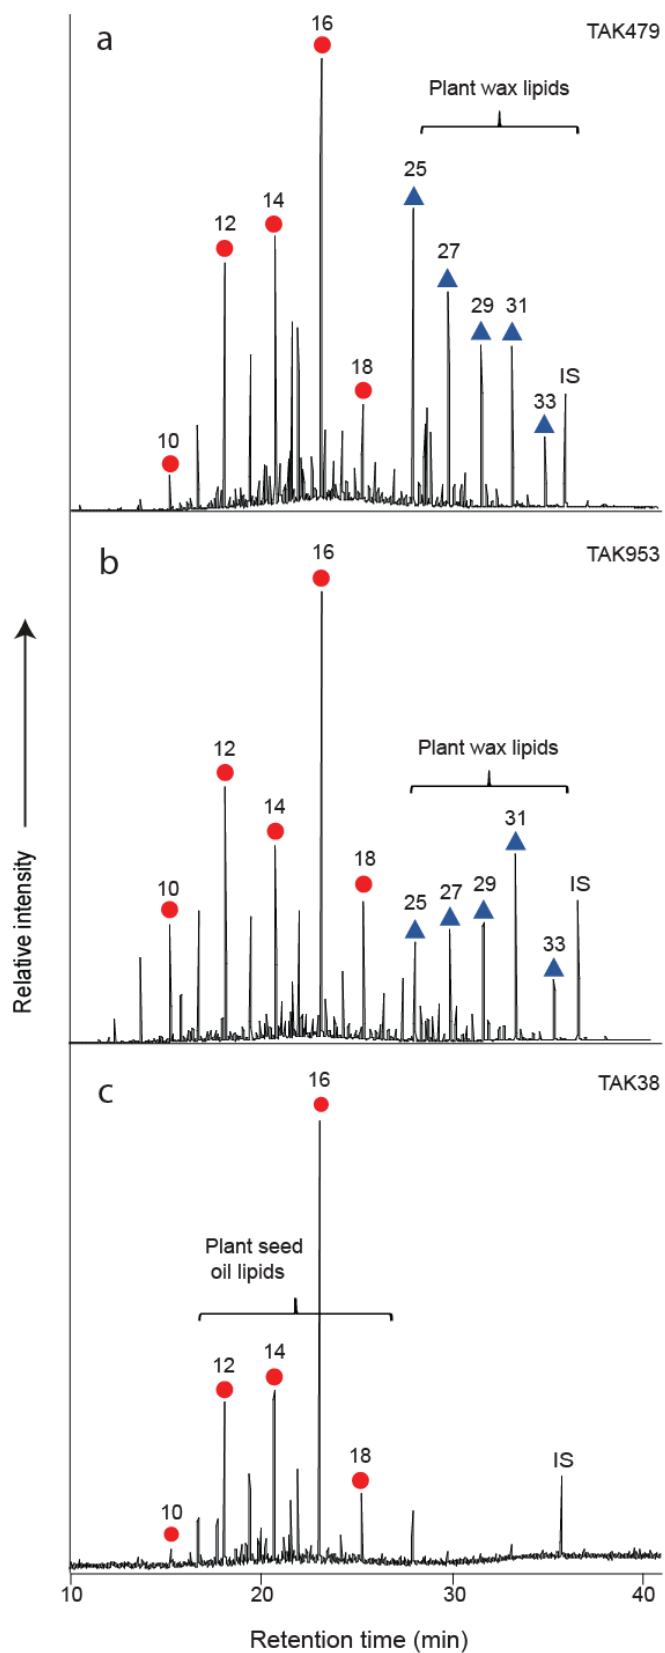 a
16
TAK479
Plant wax lipids
25
14
12
27
29 31
18
IS
33
10
b
16
TAK953
12
Plant wax lipids
14
31
18
10
25 27 29
IS
33
Relative intensity
c
16
TAK38
Plant seed
oil lipids
12 14
18
IS
10
10 20 30 40
Retention time (min)